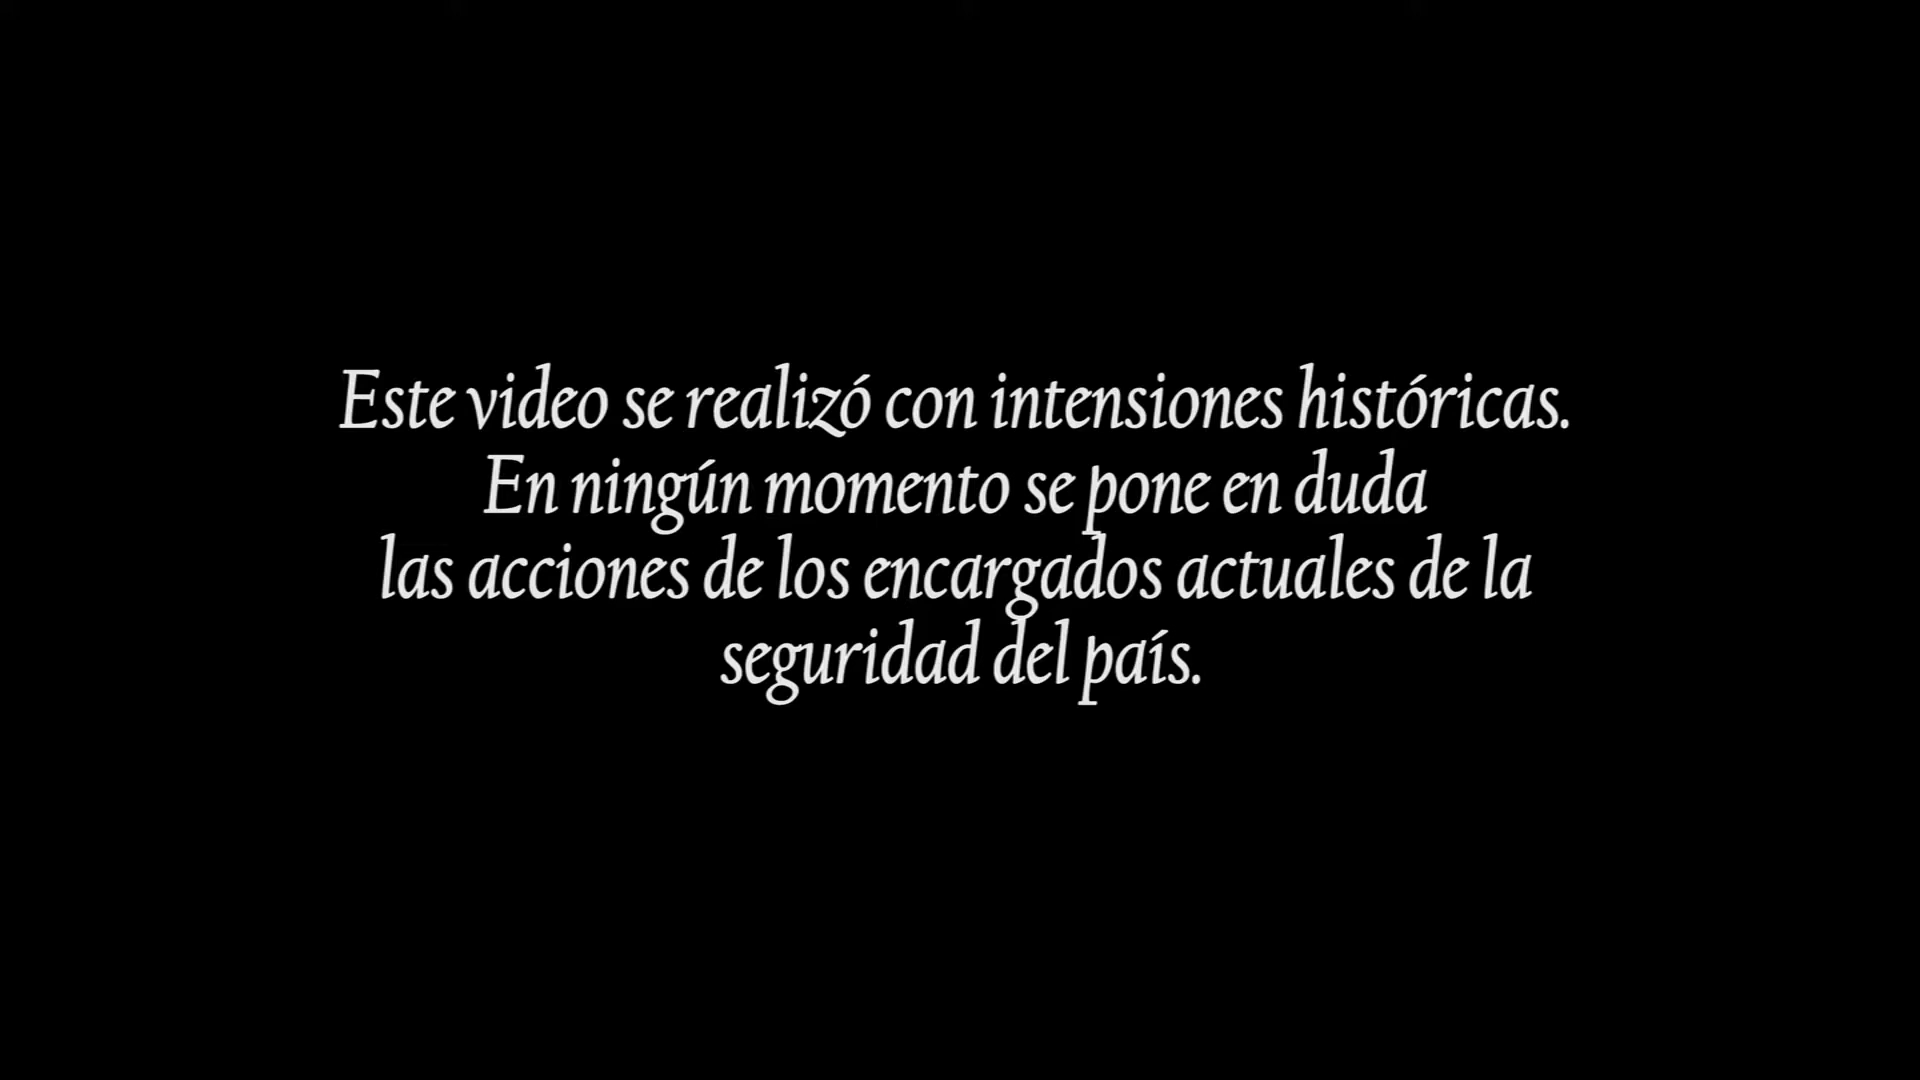 Este video se realizó con intensiones históricas.
En ningún momento se pone en duda
las acciones de los encargados actuales de la
seguridad del país.